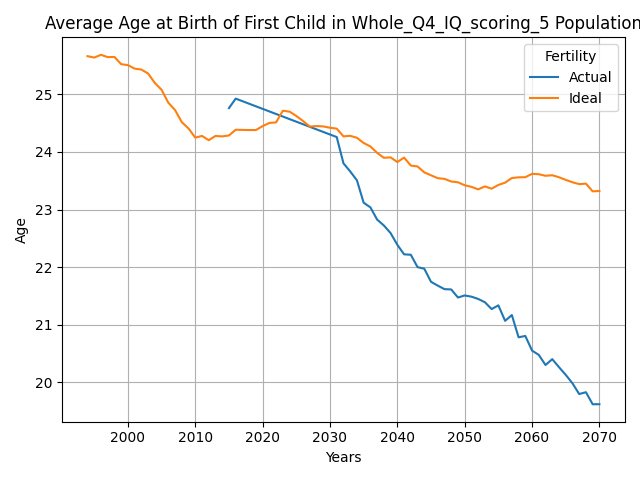 Average Age at Birth of First Child in Whole_Q4_IQ_scoring_5 Population
Fertility
Actual
Ideal
Age
25
24
23
22
21
20
2000 2010 2020 2030 2040 2050 2060 2070
Years